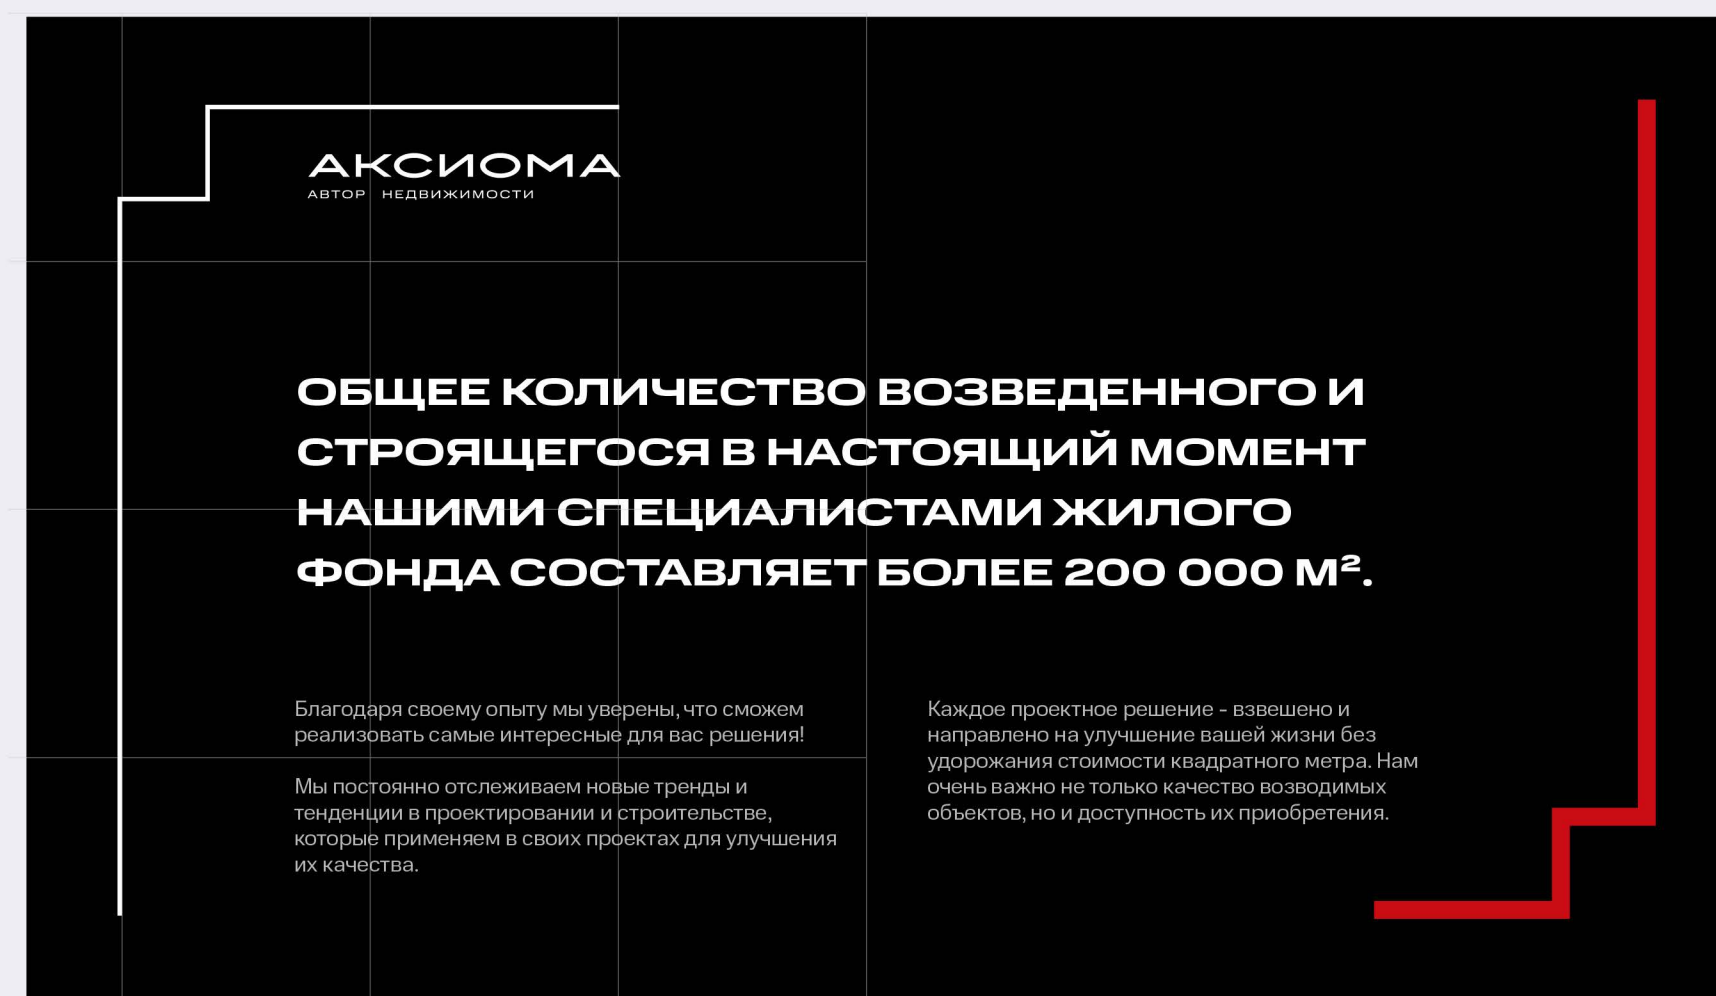 АКСИОМА
АВТОР НЕДВИЖИМОСТИ
ОБЩЕЕ КОЛИЧЕСТВО ВОЗВЕДЕННОГО И
СТРОЯЩЕГОСЯ В НАСТОЯЩИЙ МОМЕНТ
НАШИМИ СПЕЦИАЛИСТАМИ ЖИЛОГО
ФОНДА СОСТАВЛЯЕТ БОЛЕЕ 200 000 М².
Благодаря своему опыту мы уверены, что сможем
реализовать самые интересные для вас решения!
Мы постоянно отслеживаем новые тренды и
тенденции в проектировании и строительстве,
которые применяем в своих проектах для улучшения
их качества.
Каждое проектное решение - взвешено и
направлено на улучшение вашей жизни без
удорожания стоимости квадратного метра. Нам
очень важно не только качество возводимых
объектов, но и доступность их приобретения.